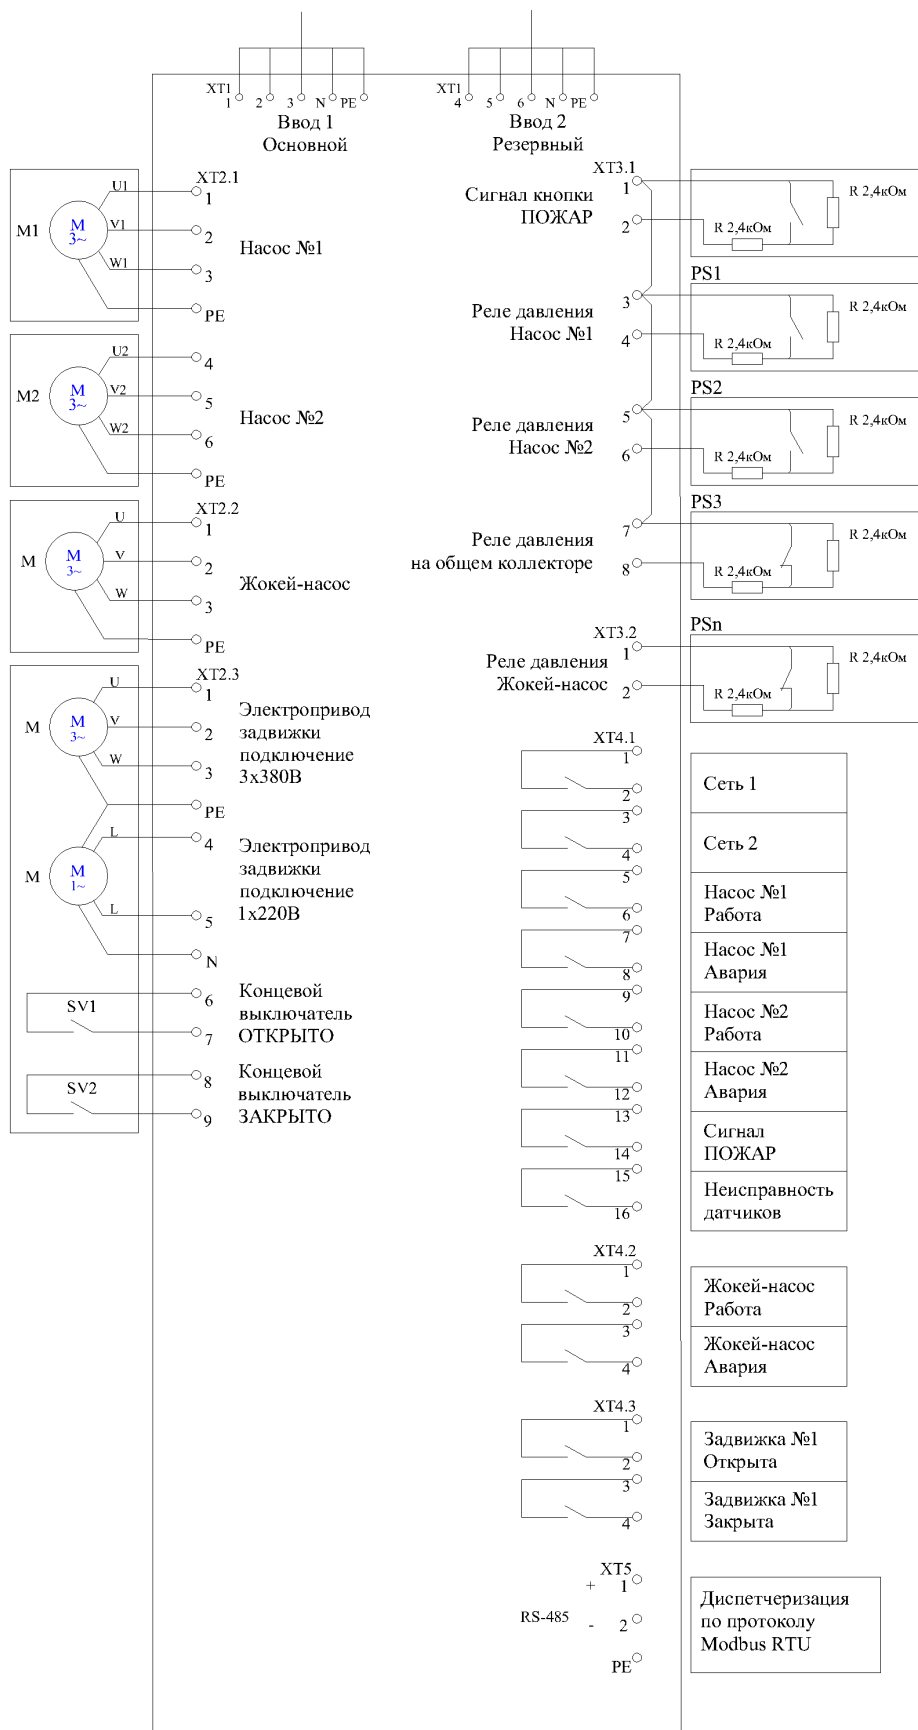 XT1
1
2
3
N
PE
Ввод 1
Основной
XT1
4
5
6
N
PE
Ввод 2
Резервный
M1
M
3~
U1
V1
W1
XT2.1
1
2
3
PE
Насос №1
M2
M
3~
U2
V2
W2
4
5
6
PE
Насос №2
M
M
3~
U
V
W
XT2.2
1
2
3
PE
Жокей-насос
M
M
3~
U
V
W
XT2.3
1
2
3
PE
Электропривод
задвижки
подключение
3х380В
M
M
1~
L
L
4
5
N
Электропривод
задвижки
подключение
1х220В
SV1
6
7
Концевой
выключатель
ОТКРЫТО
SV2
8
9
Концевой
выключатель
ЗАКРЫТО
XT3.1
Сигнал кнопки
ПОЖАР
1
2
R 2,4кОм
R 2,4кОм
PS1
Реле давления
Насос №1
3
4
R 2,4кОм
R 2,4кОм
PS2
Реле давления
Насос №2
5
6
R 2,4кОм
R 2,4кОм
PS3
Реле давления
на общем коллекторе
7
8
R 2,4кОм
R 2,4кОм
PSn
XT3.2
Реле давления
Жокей-насос
1
2
R 2,4кОм
R 2,4кОм
XT4.1
1
2
Сеть 1
3
4
Сеть 2
5
6
Насос №1
Работа
7
8
Насос №1
Авария
9
10
Насос №2
Работа
11
12
Насос №2
Авария
13
14
Сигнал
ПОЖАР
15
16
Неисправность
датчиков
XT4.2
1
2
Жокей-насос
Работа
3
4
Жокей-насос
Авария
XT4.3
1
2
Задвижка №1
Открыта
3
4
Задвижка №1
Закрыта
XT5
+ 1
RS-485
- 2
PE
Диспетчеризация
по протоколу
Modbus RTU